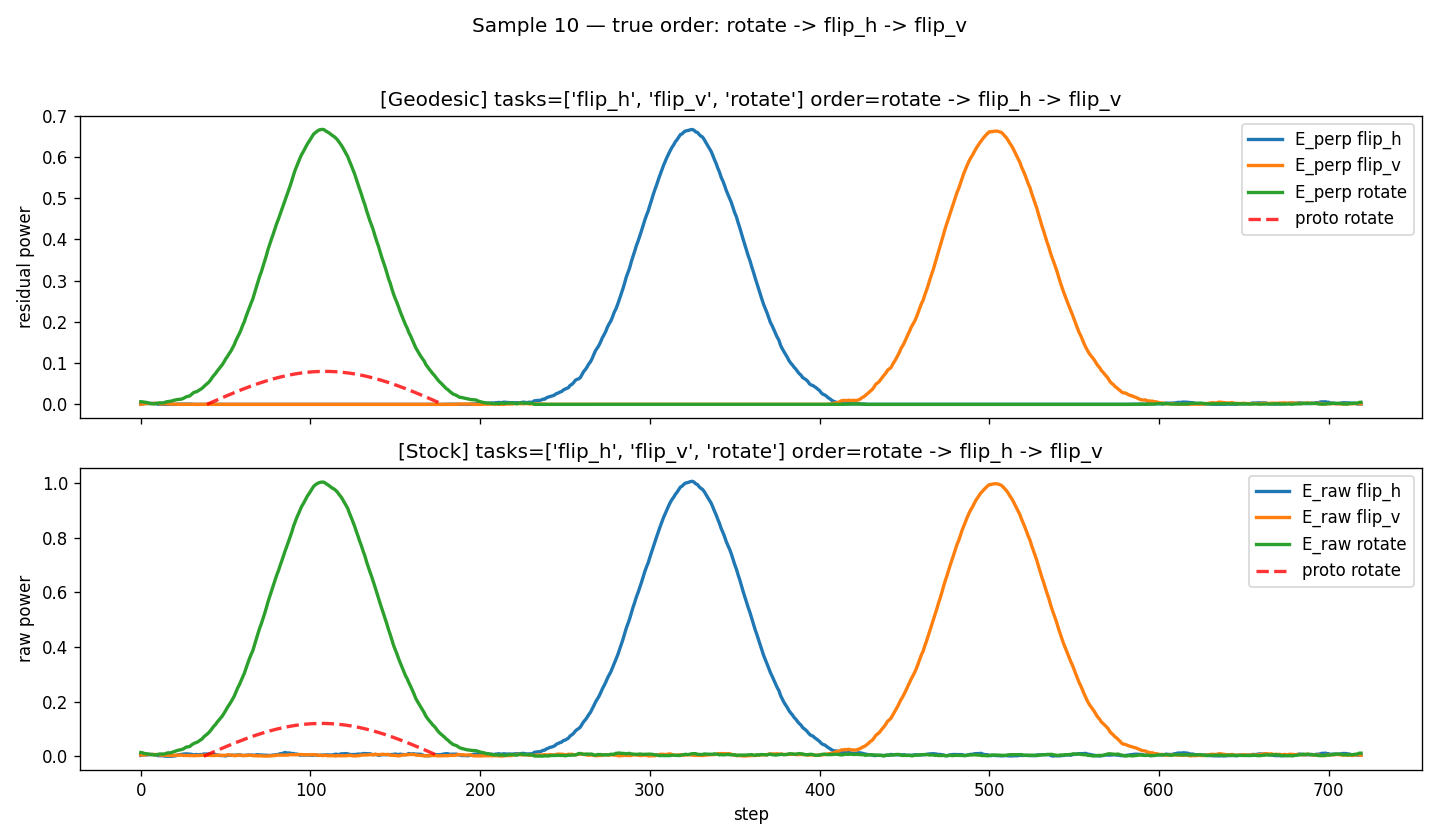 Sample 10 — true order: rotate -> flip_h -> flip_v
[Geodesic] tasks=['flip_h', 'flip_v', 'rotate'] order=rotate -> flip_h -> flip_v
residual power
0.7
0.6
0.5
0.4
0.3
0.2
0.1
0.0
E_perp flip_h
E_perp flip_v
E_perp rotate
proto rotate
[Stock] tasks=['flip_h', 'flip_v', 'rotate'] order=rotate -> flip_h -> flip_v
raw power
1.0
0.8
0.6
0.4
0.2
0.0
E_raw flip_h
E_raw flip_v
E_raw rotate
proto rotate
0 100 200 300 400 500 600 700
step